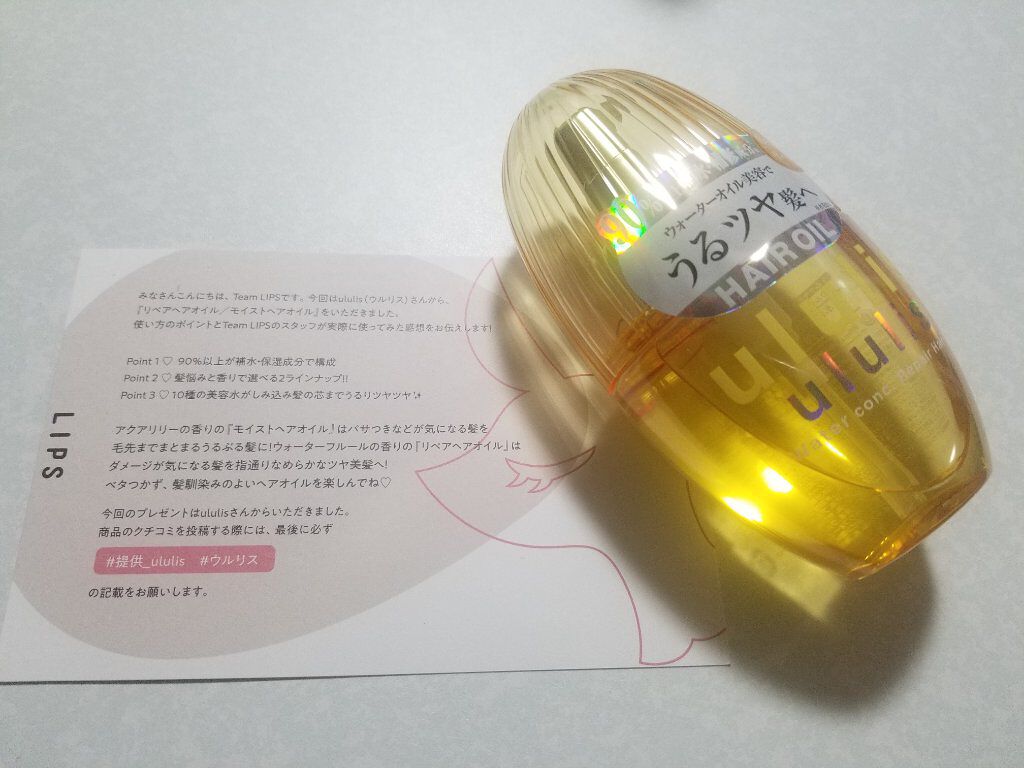 みなさんこんにちは、Team LIPSです。今回はululis（ウルリス）さんから、
『リペアヘアオイル／モイストヘアオイル』をいただきました。
使い方のポイントとTeam LIPSのスタッフが実際に使ってみた感想をお伝えします!
Point 1 ♡ 90%以上が補水・保湿成分で構成
Point 2 ♡ 髪悩みと香りで選べる2ラインナップ!!
Point 3 ♡ 10種の美容水がしみ込み髪の芯までうるりツヤツヤ✨
LIPS
アクアリリーの香りの『モイストヘアオイル』はパサつきなどが気になる髪を
毛先までまとまるうるぷる髪に!ウォーターフルールの香りの『リペアヘアオイル』は
ダメージが気になる髪を指通りなめらかなツヤ美髪へ!
ベタつかず、髪馴染みのよいヘアオイルを楽しんでね♡
今回のプレゼントはululisさんからいただきました。
商品のクチコミを投稿する際には、最後に必ず
#提供_ululis #ウルリス
の記載をお願いします。
90%
ウォーターオイル美容で
うるツヤ髪へ
HAIR OIL
ululis
water conc. Repair